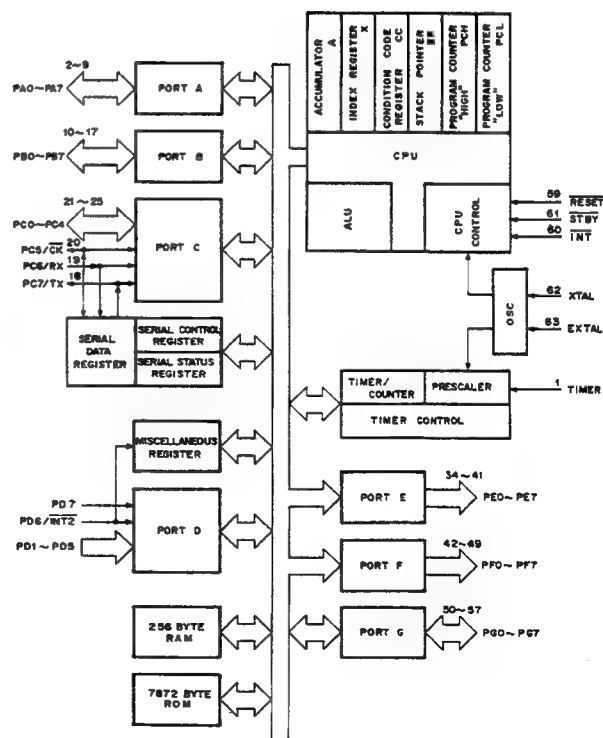 ACCUMULATOR A
INDEX REGISTER X
CONDITION CODE
REGISTER CC
STACK POINTER
PROGRAM COUNTER
"HIGH" PCH
PROGRAM COUNTER
"LOW" PCL
CPU
ALU
CPU
CONTROL
59
RESET
61
STBY
60
INT
OSC
62
XTAL
63
EXTAL
TIMER/
COUNTER
PRESCALER
TIMER CONTROL
1
TIMER
2~9
PA0~PA7
PORT A
10~17
PB0~PB7
PORT B
21~25
PC0~PC4
PORT C
PC5/CK
20
PC6/RX
19
PC7/TX
18
SERIAL
DATA
REGISTER
SERIAL CONTROL
REGISTER
SERIAL STATUS
REGISTER
MISCELLANEOUS
REGISTER
PD7
PD6/INT2
PD1~PD5
PORT D
256 BYTE
RAM
7872 BYTE
ROM
PORT E
34~41
PE0~PE7
PORT F
42~49
PF0~PF7
PORT G
50~57
PG0~PG7